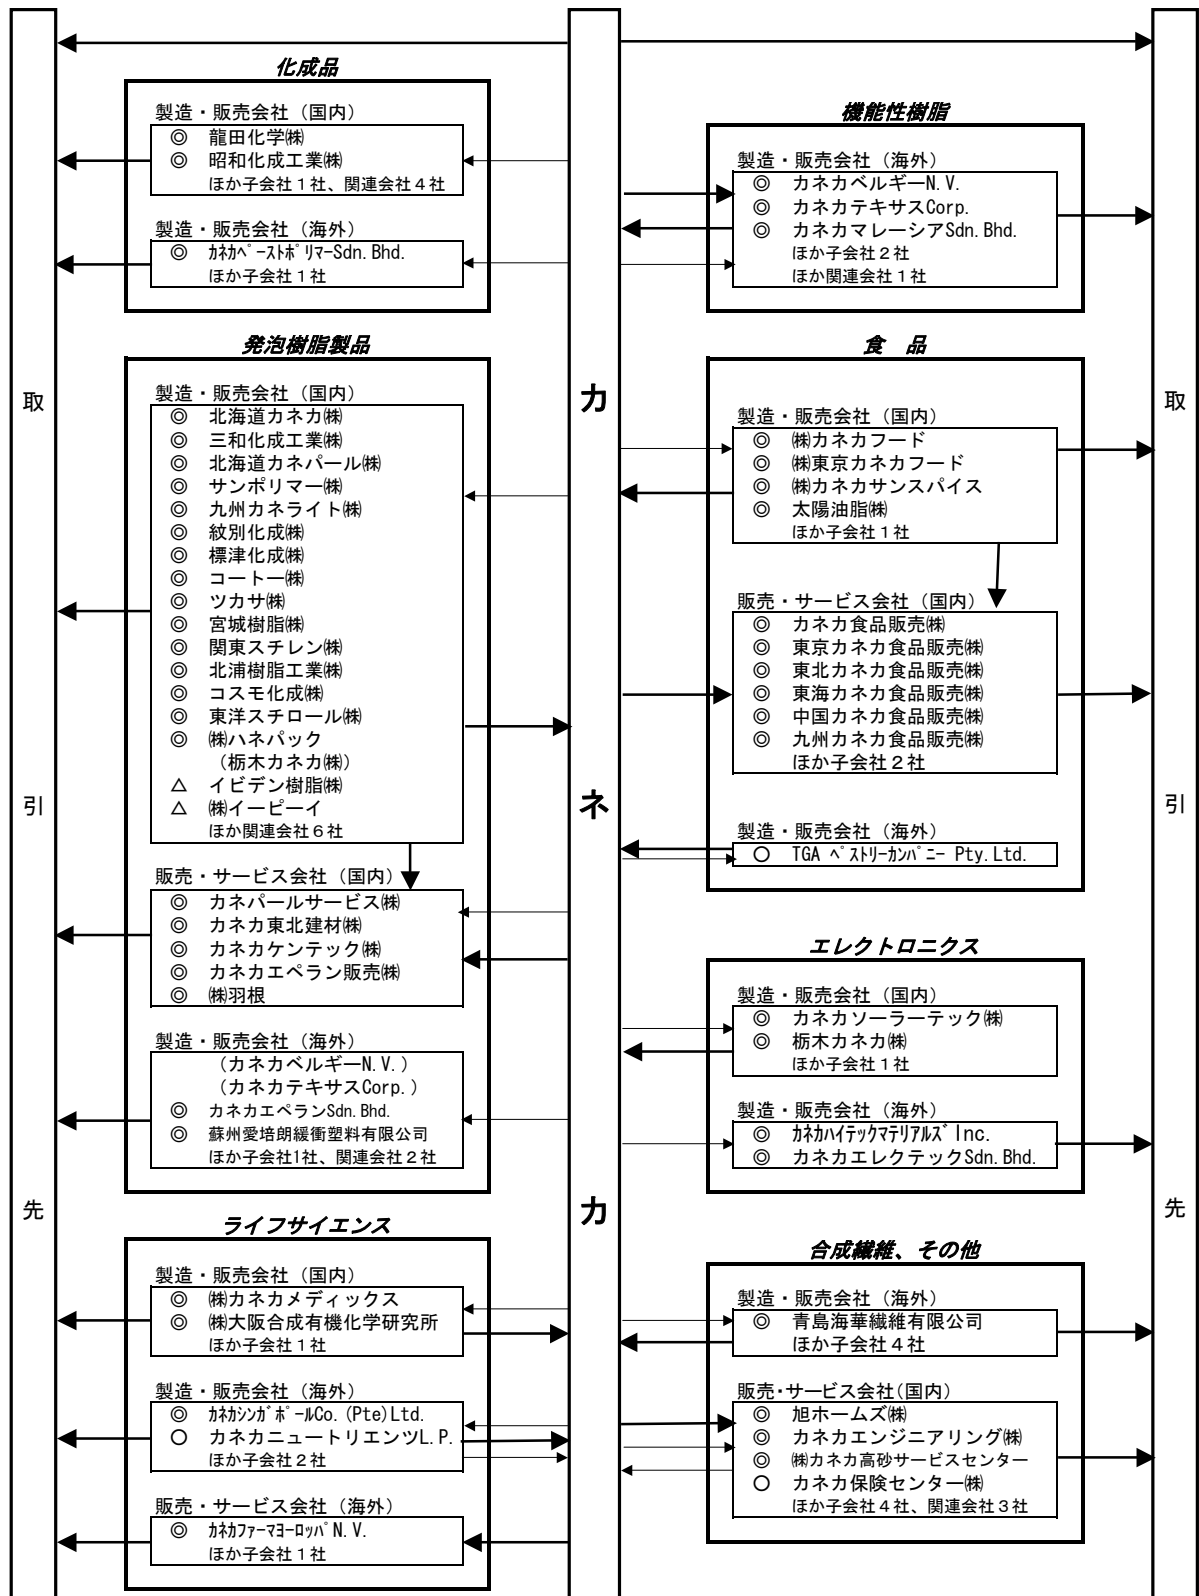 化成品
製造・販売会社（国内）
◎ 龍田化学㈱
◎ 昭和化成工業㈱
ほか子会社１社、関連会社４社
製造・販売会社（海外）
◎ ｶﾈｶﾍﾟｰｽﾄﾎﾟﾘﾏｰSdn.Bhd.
ほか子会社１社
発泡樹脂製品
製造・販売会社（国内）
◎ 北海道カネカ㈱
◎ 三和化成工業㈱
◎ 北海道カネパール㈱
◎ サンポリマー㈱
◎ 九州カネライト㈱
◎ 紋別化成㈱
◎ 標津化成㈱
◎ コートー㈱
◎ ツカサ㈱
◎ 宮城樹脂㈱
◎ 関東スチレン㈱
◎ 北浦樹脂工業㈱
◎ コスモ化成㈱
◎ 東洋スチロール㈱
◎ ㈱ハネパック
（栃木カネカ㈱）
△ イビデン樹脂㈱
△ ㈱イーピーイ
ほか関連会社６社
販売・サービス会社（国内）
◎ カネパールサービス㈱
◎ カネカ東北建材㈱
◎ カネカケンテック㈱
◎ カネカエペラン販売㈱
◎ ㈱羽根
製造・販売会社（海外）
（カネカベルギーN.V.）
（カネカテキサスCorp.）
◎ カネカエペランSdn.Bhd.
◎ 蘇州愛培朗緩衝塑料有限公司
ほか子会社1社、関連会社２社
ライフサイエンス
製造・販売会社（国内）
◎ ㈱カネカメディックス
◎ ㈱大阪合成有機化学研究所
ほか子会社１社
製造・販売会社（海外）
◎ ｶﾈｶｼﾝｶﾞﾎﾟｰﾙCo.(Pte)Ltd.
○ カネカニュートリエンツL.P.
ほか子会社２社
販売・サービス会社（海外）
◎ ｶﾈｶﾌｧｰﾏﾖｰﾛｯﾊﾟN.V.
ほか子会社１社
取
引
先
カ
ネ
カ
機能性樹脂
製造・販売会社（海外）
◎ カネカベルギーN.V.
◎ カネカテキサスCorp.
◎ カネカマレーシアSdn.Bhd.
ほか子会社２社
ほか関連会社１社
食　品
製造・販売会社（国内）
◎ ㈱カネカフード
◎ ㈱東京カネカフード
◎ ㈱カネカサンスパイス
◎ 太陽油脂㈱
ほか子会社１社
販売・サービス会社（国内）
◎ カネカ食品販売㈱
◎ 東京カネカ食品販売㈱
◎ 東北カネカ食品販売㈱
◎ 東海カネカ食品販売㈱
◎ 中国カネカ食品販売㈱
◎ 九州カネカ食品販売㈱
ほか子会社２社
製造・販売会社（海外）
○ TGA ﾍﾟｽﾄﾘｰｶﾝﾊﾟﾆｰ Pty.Ltd.
エレクトロニクス
製造・販売会社（国内）
◎ カネカソーラーテック㈱
◎ 栃木カネカ㈱
ほか子会社１社
製造・販売会社（海外）
◎ ｶﾈｶﾊｲﾃｯｸﾏﾃﾘｱﾙｽﾞInc.
◎ カネカエレクテックSdn.Bhd.
合成繊維、その他
製造・販売会社（海外）
◎ 青島海華繊維有限公司
ほか子会社４社
販売・サービス会社(国内)
◎ 旭ホームズ㈱
◎ カネカエンジニアリング㈱
◎ ㈱カネカ高砂サービスセンター
○ カネカ保険センター㈱
ほか子会社４社、関連会社３社
取
引
先